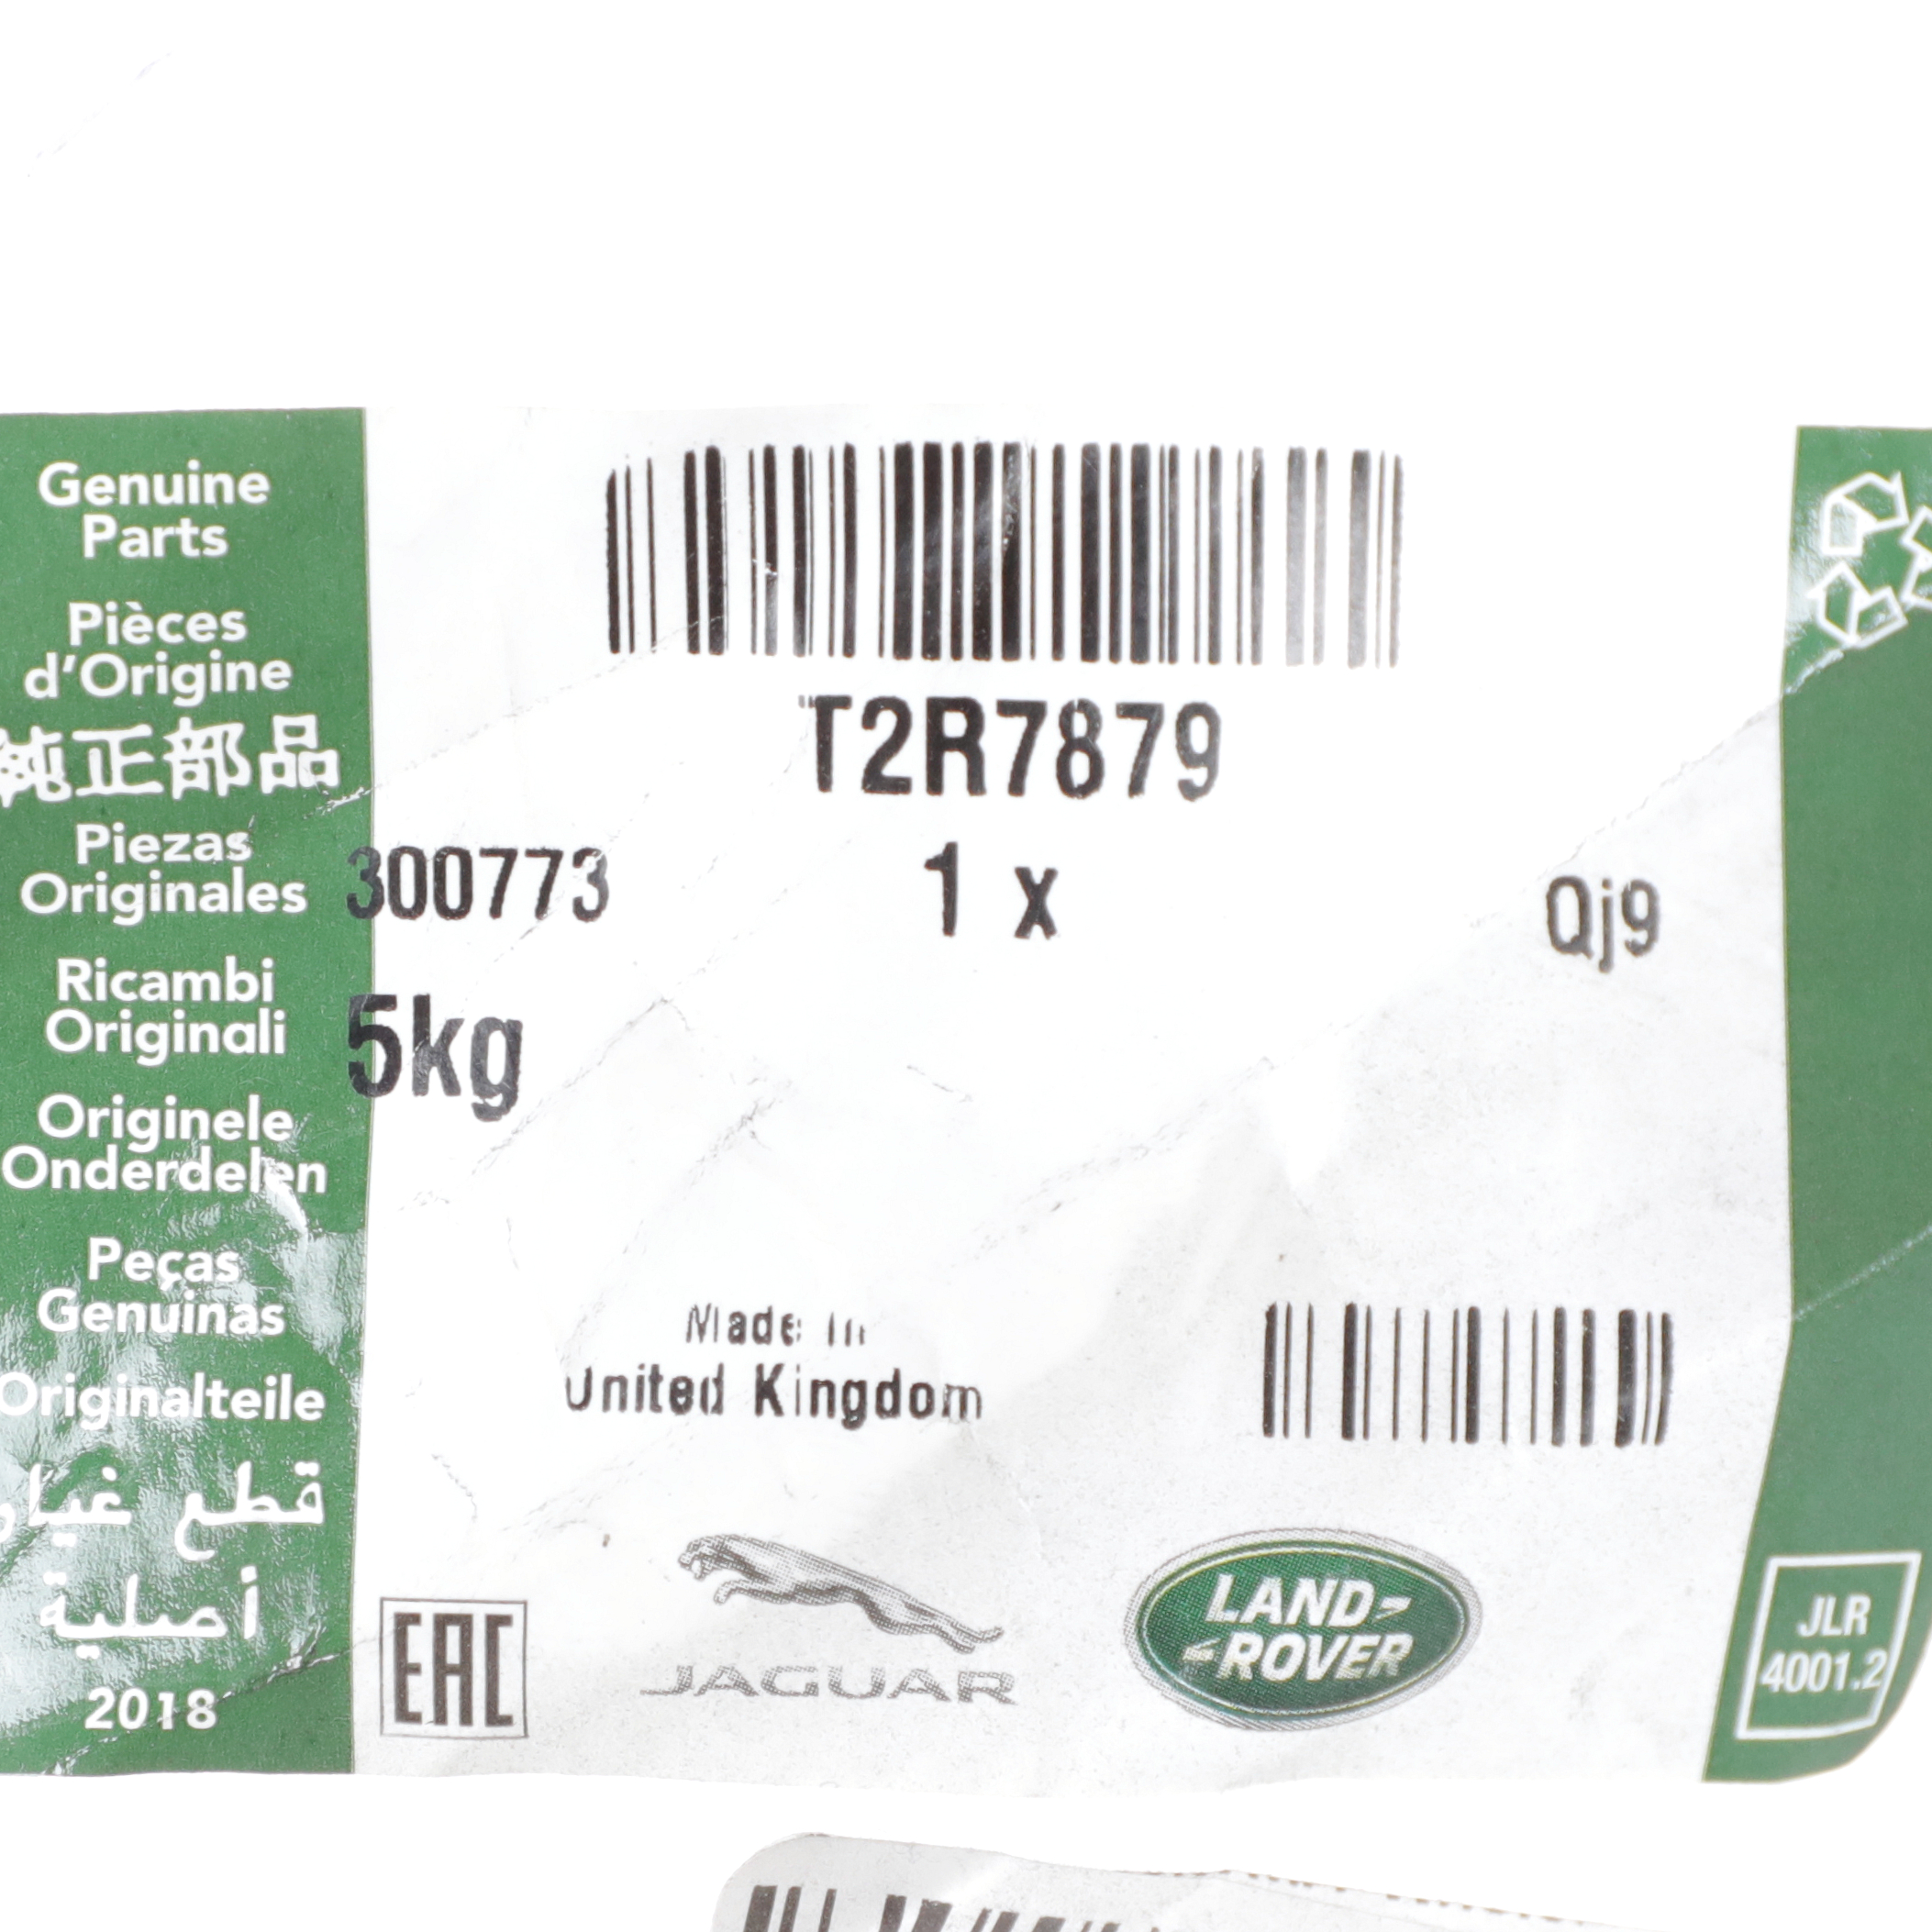 Genuine
Parts
Pièces
d'Origine
純正部品
Piezas
Originales
Ricambi
Originali
Originele
Onderdelen
Peças
Genuinas
Originalteile
قطع غيار
أصلية
2018
T2R7879
300773
1 x
Qj9
5kg
Made In
United Kingdom
EAC
JAGUAR
LAND-
-ROVER
JLR
4001.2